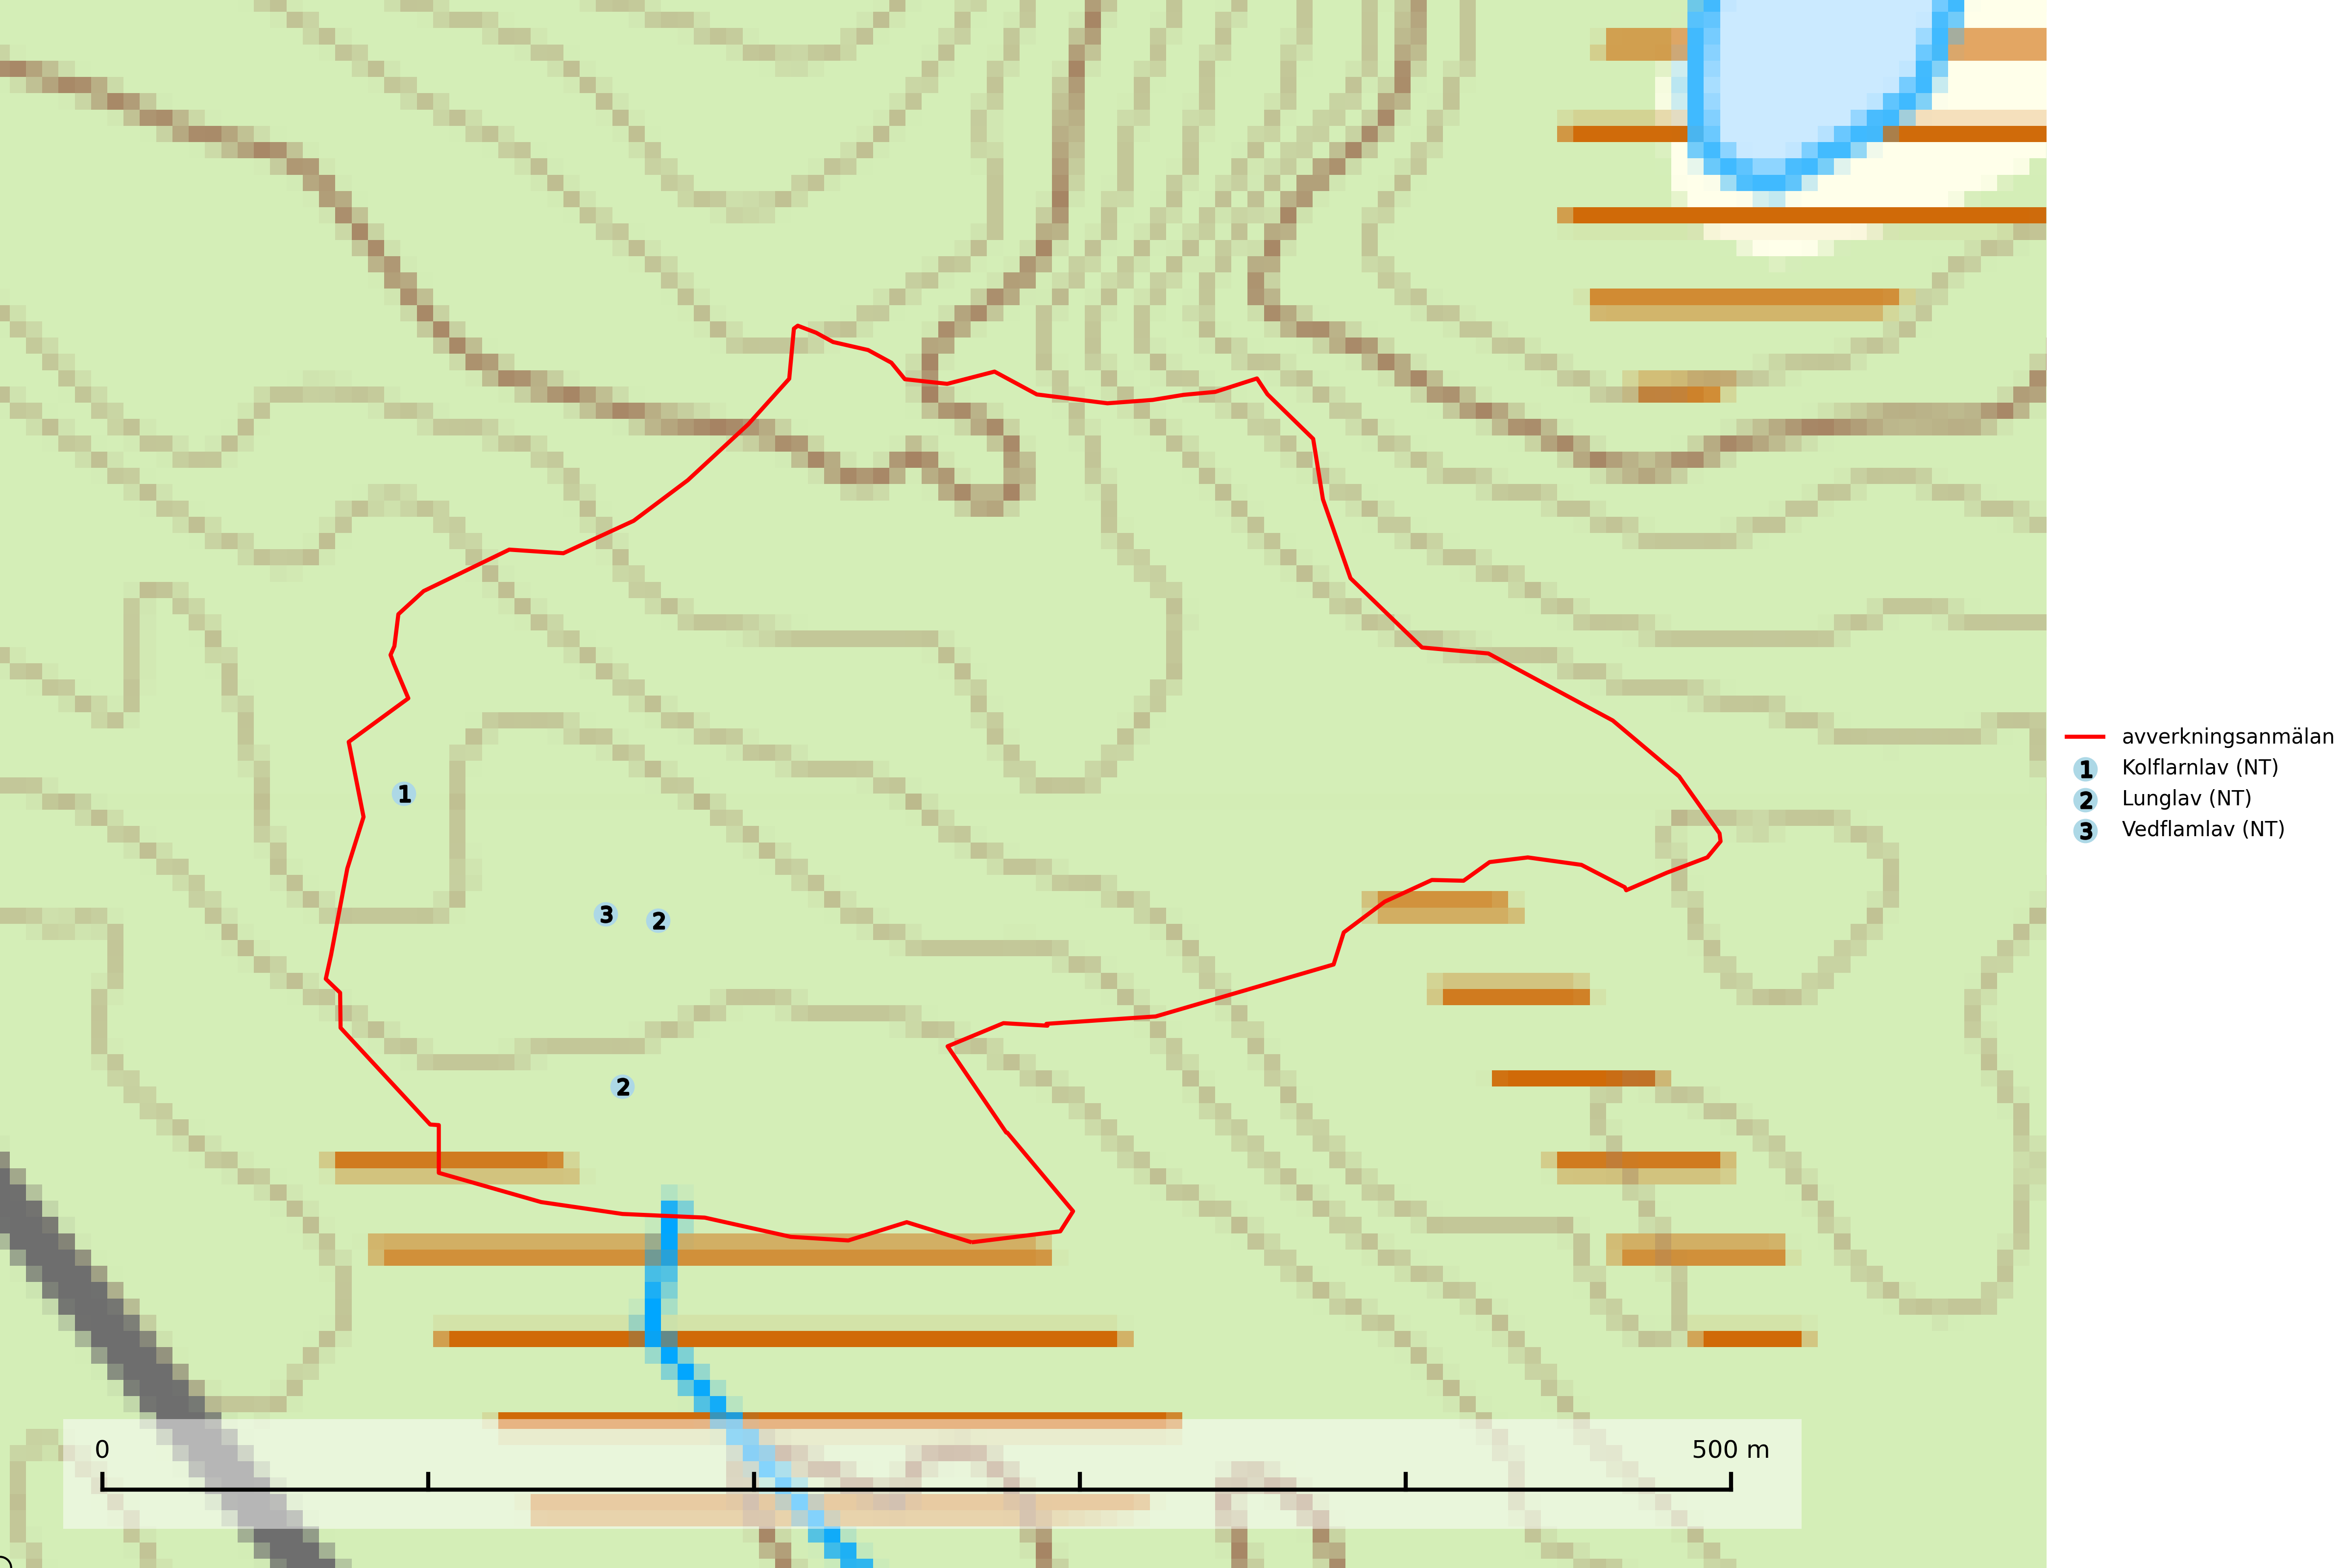 avverkningsanmälan
1 Kolflarnlav (NT)
2 Lunglav (NT)
3 Vedflamlav (NT)
1
3 2
2
0 500 m